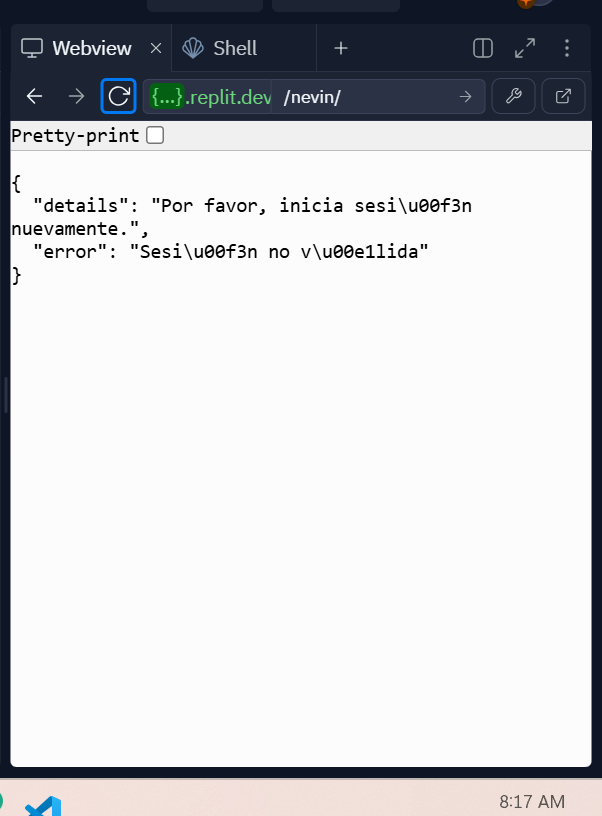 Webview × Shell +
{...}.replit.dev /nevin/
Pretty-print
{
"details": "Por favor, inicia sesi\u00f3n
nuevamente.",
"error": "Sesi\u00f3n no v\u00e1lida"
}
8:17 AM